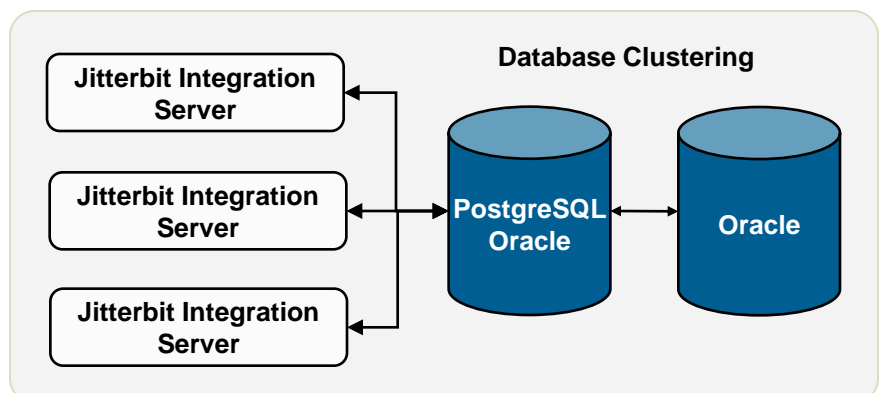 Database Clustering
Jitterbit Integration
Server
Jitterbit Integration
Server
Jitterbit Integration
Server
PostgreSQL
Oracle
Oracle